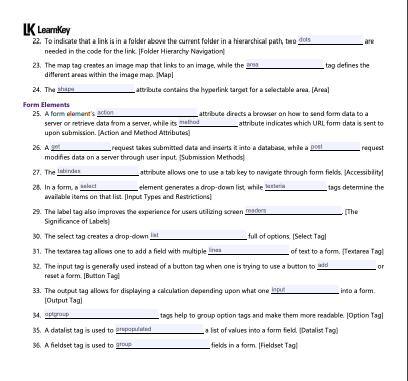 LK LearnKey
22. To indicate that a link is in a folder above the current folder in a hierarchical path, two dots are
needed in the code for the link. [Folder Hierarchy Navigation]
23. The map tag creates an image map that links to an image, while the area tag defines the
different areas within the image map. [Map]
24. The shape attribute contains the hyperlink target for a selectable area. [Area]
Form Elements
25. A form element's action attribute directs a browser on how to send form data to a
server or retrieve data from a server, while its method attribute indicates which URL form data is sent to
upon submission. [Action and Method Attributes]
26. A get request takes submitted data and inserts it into a database, while a post request
modifies data on a server through user input. [Submission Methods]
27. The tabindex attribute allows one to use a tab key to navigate through form fields. [Accessibility]
28. In a form, a select element generates a drop-down list, while texteria tags determine the
available items on that list. [Input Types and Restrictions]
29. The label tag also improves the experience for users utilizing screen readers . [The
Significance of Labels]
30. The select tag creates a drop-down list full of options. [Select Tag]
31. The textarea tag allows one to add a field with multiple lines of text to a form. [Textarea Tag]
32. The input tag is generally used instead of a button tag when one is trying to use a button to add or
reset a form. [Button Tag]
33. The output tag allows for displaying a calculation depending upon what one input into a form.
[Output Tag]
34. optgroup tags help to group option tags and make them more readable. [Option Tag]
35. A datalist tag is used to prepopulated a list of values into a form field. [Datalist Tag]
36. A fieldset tag is used to group fields in a form. [Fieldset Tag]